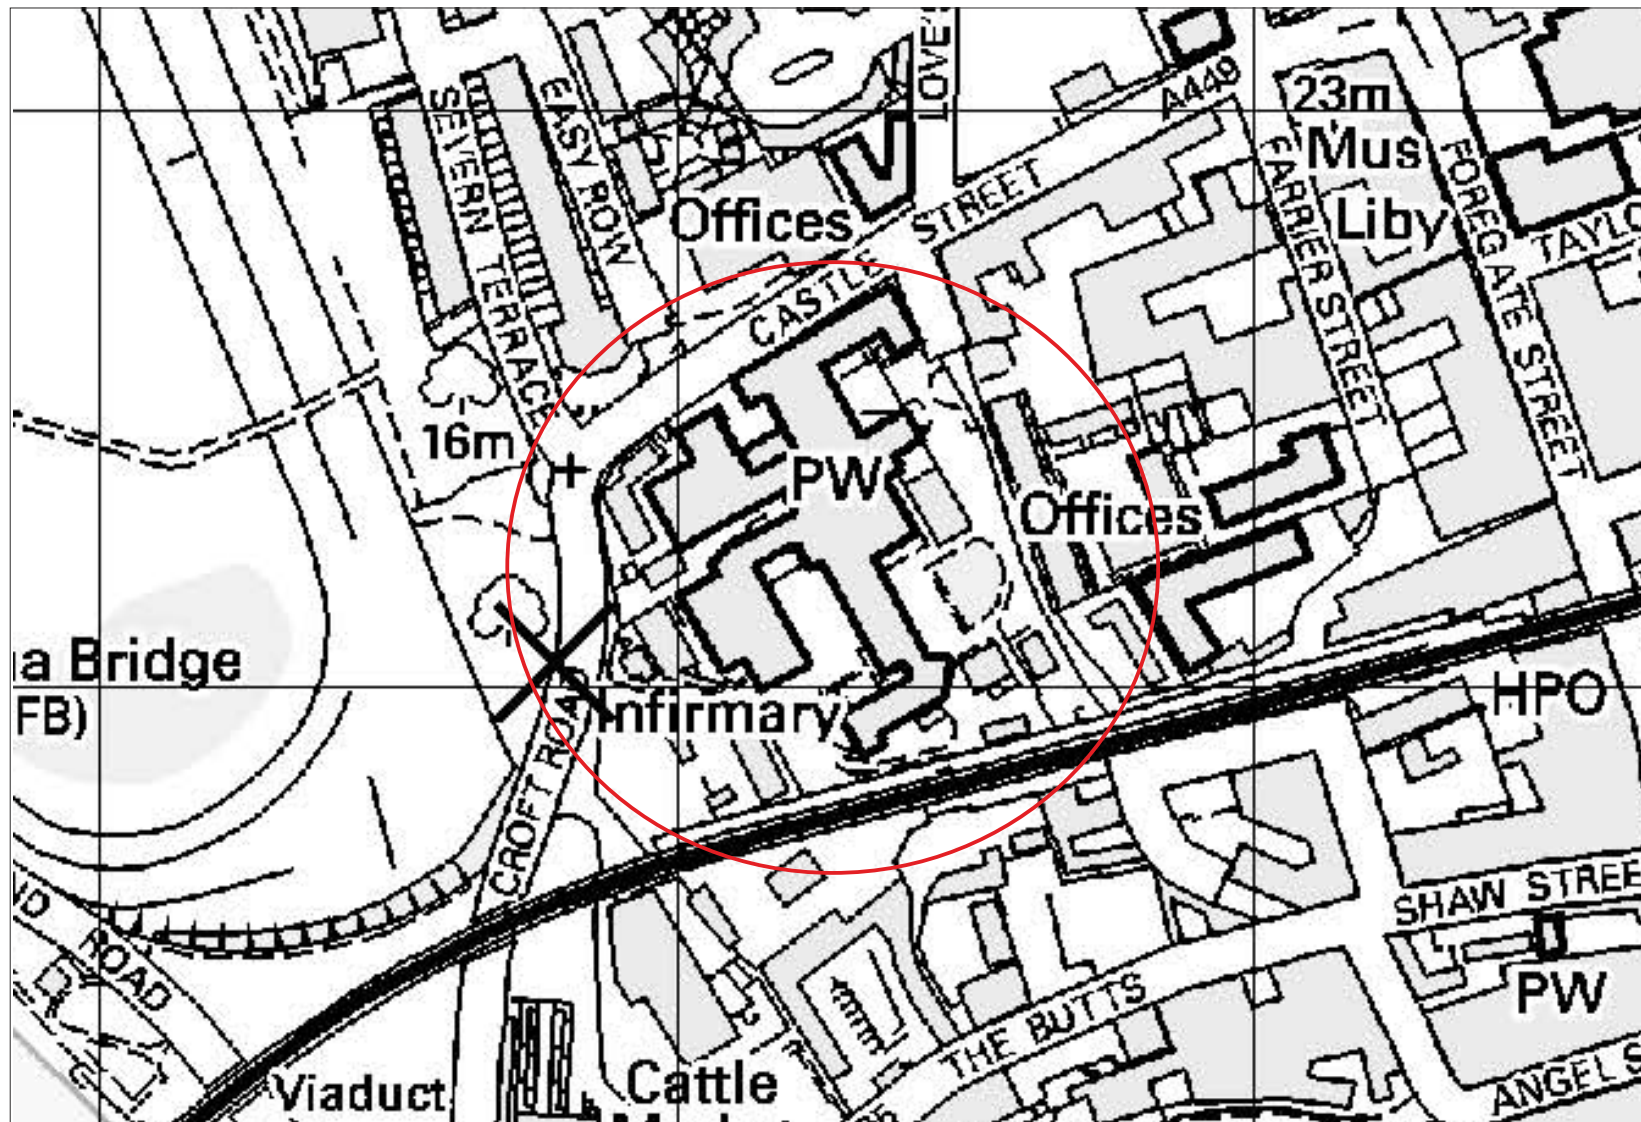 LOVE'S
A449
23m
Mus
Liby
SEVERN TERRACE
EASY ROW
Offices
CASTLE STREET
FARRIER STREET
FOREGATE STREET
TAYLO
16m
PW
Offices
a Bridge
(FB)
Infirmary
HPO
CROFT ROAD
ND ROAD
SHAW STREE
PW
THE BUTTS
ANGEL S
Viaduct
Cattle